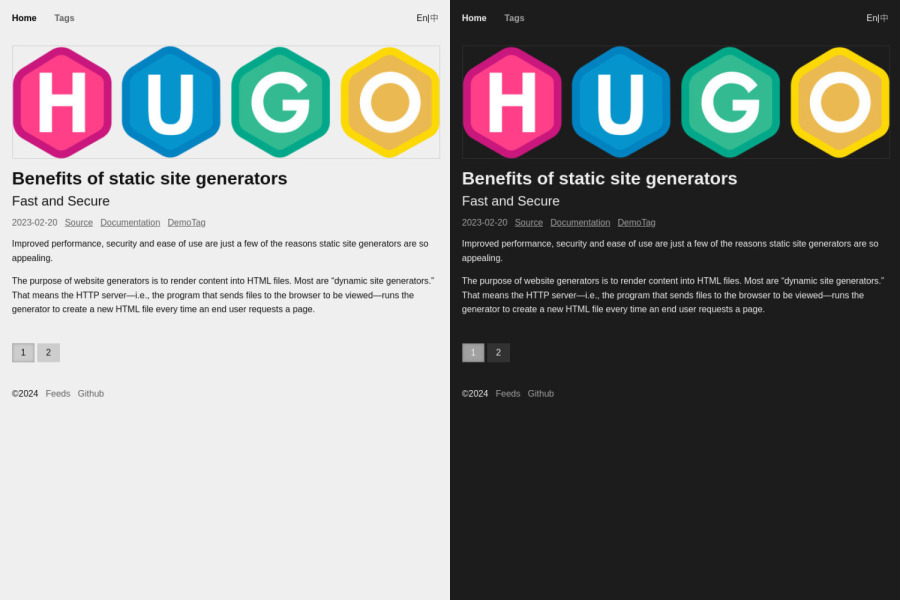 Home Tags En|中
HUGO
Benefits of static site generators
Fast and Secure
2023-02-20 Source Documentation DemoTag
Improved performance, security and ease of use are just a few of the reasons static site generators are so
appealing.
The purpose of website generators is to render content into HTML files. Most are “dynamic site generators.”
That means the HTTP server—i.e., the program that sends files to the browser to be viewed—runs the
generator to create a new HTML file every time an end user requests a page.
1 2
©2024 Feeds Github
Home Tags En|中
HUGO
Benefits of static site generators
Fast and Secure
2023-02-20 Source Documentation DemoTag
Improved performance, security and ease of use are just a few of the reasons static site generators are so
appealing.
The purpose of website generators is to render content into HTML files. Most are “dynamic site generators.”
That means the HTTP server—i.e., the program that sends files to the browser to be viewed—runs the
generator to create a new HTML file every time an end user requests a page.
1 2
©2024 Feeds Github